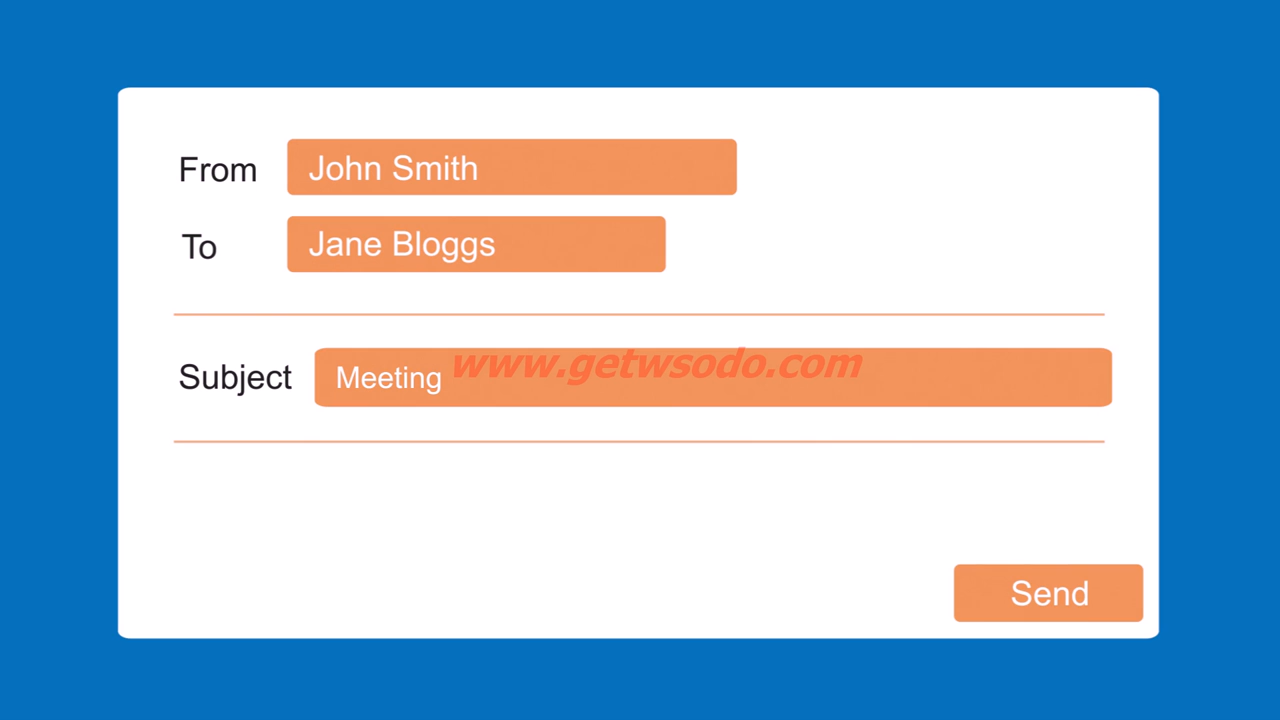 From John Smith
To Jane Bloggs
Subject Meeting
www.getwsodo.com
Send